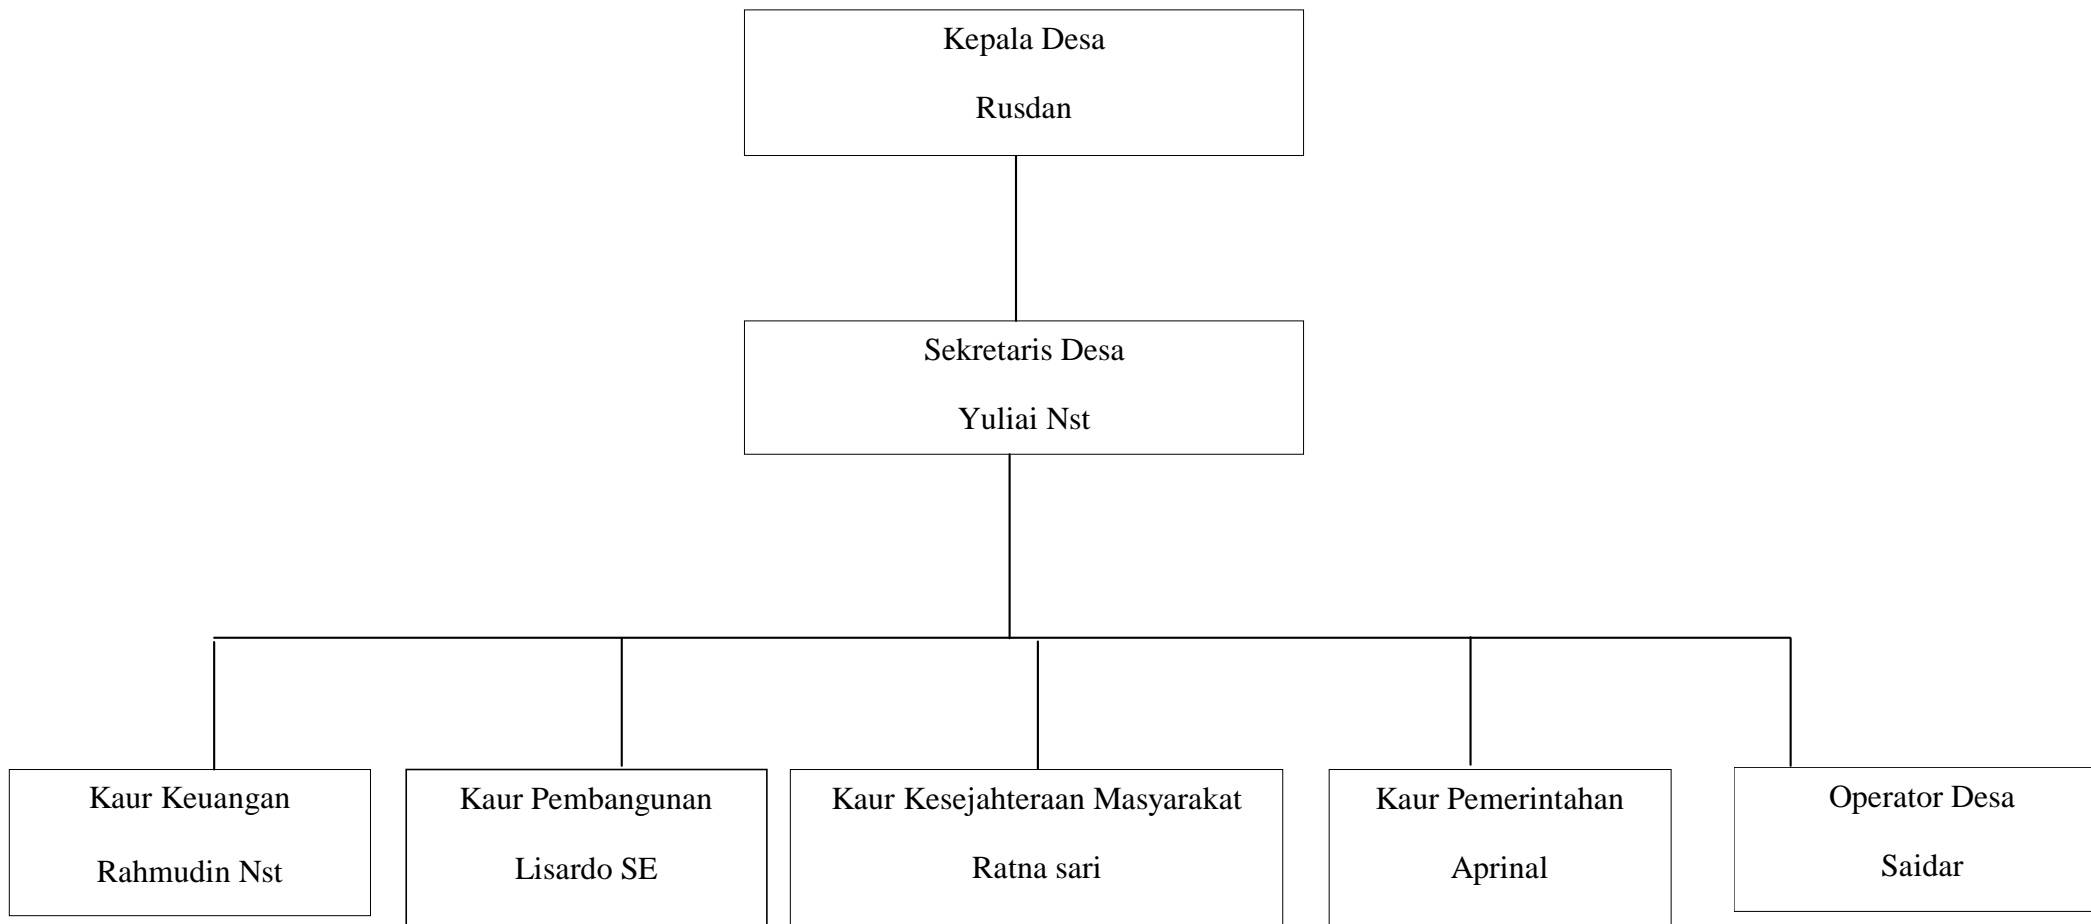 Kepala Desa
Rusdan
Sekretaris Desa
Yuliai Nst
Kaur Keuangan
Rahmudin Nst
Kaur Pembangunan
Lisardo SE
Kaur Kesejahteraan Masyarakat
Ratna sari
Kaur Pemerintahan
Aprinal
Operator Desa
Saidar